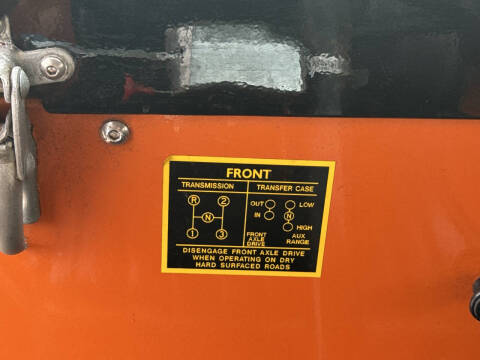 FRONT
TRANSMISSION TRANSFER CASE
R 2 OUT LOW
N IN N
1 3 HIGH
FRONT AXLE DRIVE AUX RANGE
DISENGAGE FRONT AXLE DRIVE
WHEN OPERATING ON DRY
HARD SURFACED ROADS